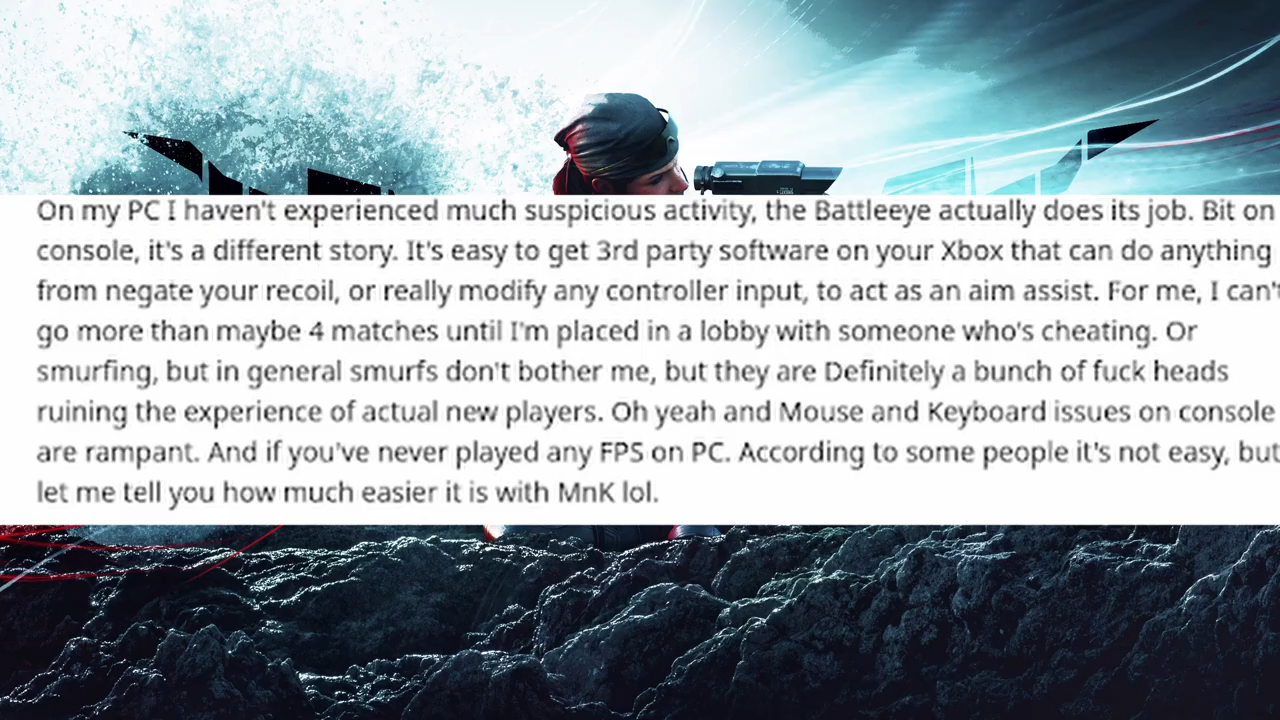 On my PC I haven't experienced much suspicious activity, the Battleeye actually does its job. Bit on
console, it's a different story. It's easy to get 3rd party software on your Xbox that can do anything
from negate your recoil, or really modify any controller input, to act as an aim assist. For me, I can't
go more than maybe 4 matches until I'm placed in a lobby with someone who's cheating. Or
smurfing, but in general smurfs don't bother me, but they are Definitely a bunch of fuck heads
ruining the experience of actual new players. Oh yeah and Mouse and Keyboard issues on console
are rampant. And if you've never played any FPS on PC. According to some people it's not easy, but
let me tell you how much easier it is with MnK lol.